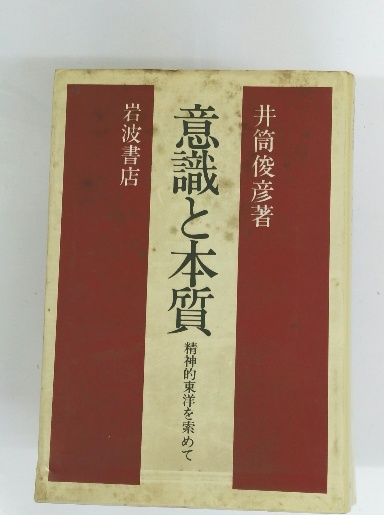 井筒俊彦著
意識と本質
精神的東洋を索めて
岩波書店